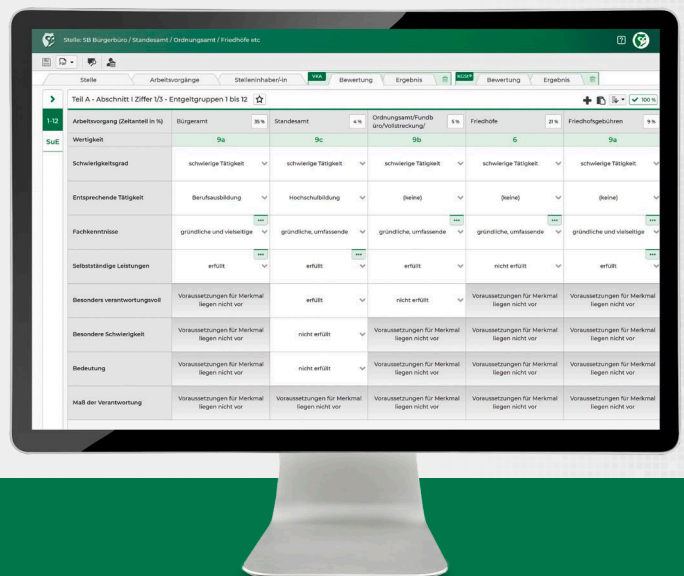 Stelle: SB Bürgerbüro / Standesamt / Ordnungsamt / Friedhöfe etc
Stelle Arbeitsvorgänge Stelleninhaber/-in VKA Bewertung Ergebnis KGSt® Bewertung Ergebnis
Teil A - Abschnitt I Ziffer 1/3 - Entgeltgruppen 1 bis 12 100 %
1-12
SuE
Arbeitsvorgang (Zeitanteil in %) Bürgeramt 35 % Standesamt 4 % Ordnungsamt/Fundb 5 % Friedhöfe 21 % Friedhofsgebühren 9 %
üro/Vollstreckung/
Wertigkeit 9a 9c 9b 6 9a
Schwierigkeitsgrad schwierige Tätigkeit schwierige Tätigkeit schwierige Tätigkeit schwierige Tätigkeit schwierige Tätigkeit
Entsprechende Tätigkeit Berufsausbildung Hochschulbildung (keine) (keine) (keine)
Fachkenntnisse gründliche und vielseitige gründliche, umfassende gründliche, umfassende gründliche, umfassende gründliche und vielseitige
Selbstständige Leistungen erfüllt erfüllt erfüllt nicht erfüllt erfüllt
Besonders verantwortungsvoll Voraussetzungen für Merkmal erfüllt nicht erfüllt Voraussetzungen für Merkmal Voraussetzungen für Merkmal
liegen nicht vor liegen nicht vor liegen nicht vor
Besondere Schwierigkeit Voraussetzungen für Merkmal nicht erfüllt Voraussetzungen für Merkmal Voraussetzungen für Merkmal Voraussetzungen für Merkmal
liegen nicht vor liegen nicht vor liegen nicht vor liegen nicht vor
Bedeutung Voraussetzungen für Merkmal nicht erfüllt Voraussetzungen für Merkmal Voraussetzungen für Merkmal Voraussetzungen für Merkmal
liegen nicht vor liegen nicht vor liegen nicht vor liegen nicht vor
Maß der Verantwortung Voraussetzungen für Merkmal Voraussetzungen für Merkmal Voraussetzungen für Merkmal Voraussetzungen für Merkmal Voraussetzungen für Merkmal
liegen nicht vor liegen nicht vor liegen nicht vor liegen nicht vor liegen nicht vor